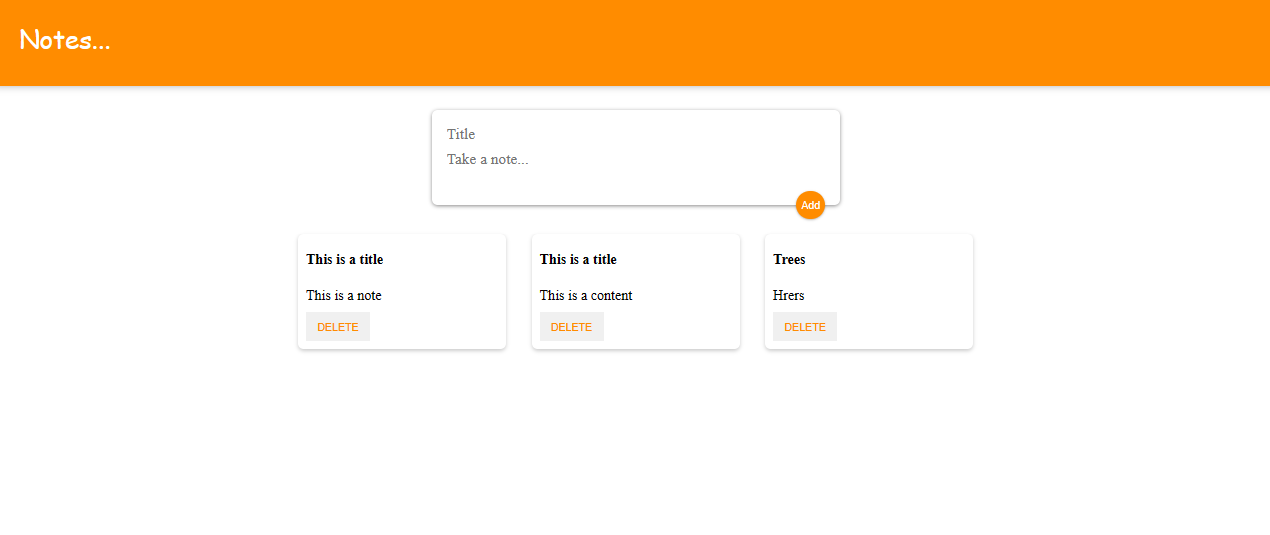 Notes...
Title
Take a note...
Add
This is a title
This is a note
DELETE
This is a title
This is a content
DELETE
Trees
Hrers
DELETE